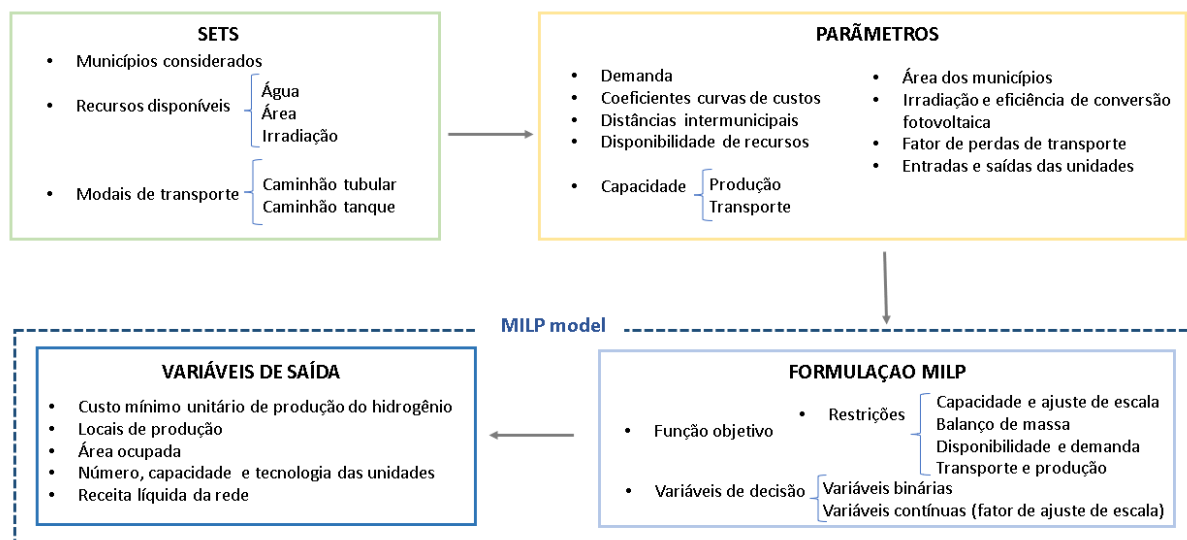 SETS
• Municípios considerados
• Recursos disponíveis
Água
Área
Irradiação
• Modais de transporte
Caminhão tubular
Caminhão tanque
PARÃMETROS
• Demanda
• Coeficientes curvas de custos
• Distâncias intermunicipais
• Disponibilidade de recursos
• Capacidade
Produção
Transporte
• Área dos municípios
• Irradiação e eficiência de conversão
fotovoltaica
• Fator de perdas de transporte
• Entradas e saídas das unidades
MILP model
VARIÁVEIS DE SAÍDA
• Custo mínimo unitário de produção do hidrogênio
• Locais de produção
• Área ocupada
• Número, capacidade e tecnologia das unidades
• Receita líquida da rede
FORMULAÇAO MILP
• Função objetivo
• Restrições
Capacidade e ajuste de escala
Balanço de massa
Disponibilidade e demanda
Transporte e produção
• Variáveis de decisão
Variáveis binárias
Variáveis contínuas (fator de ajuste de escala)